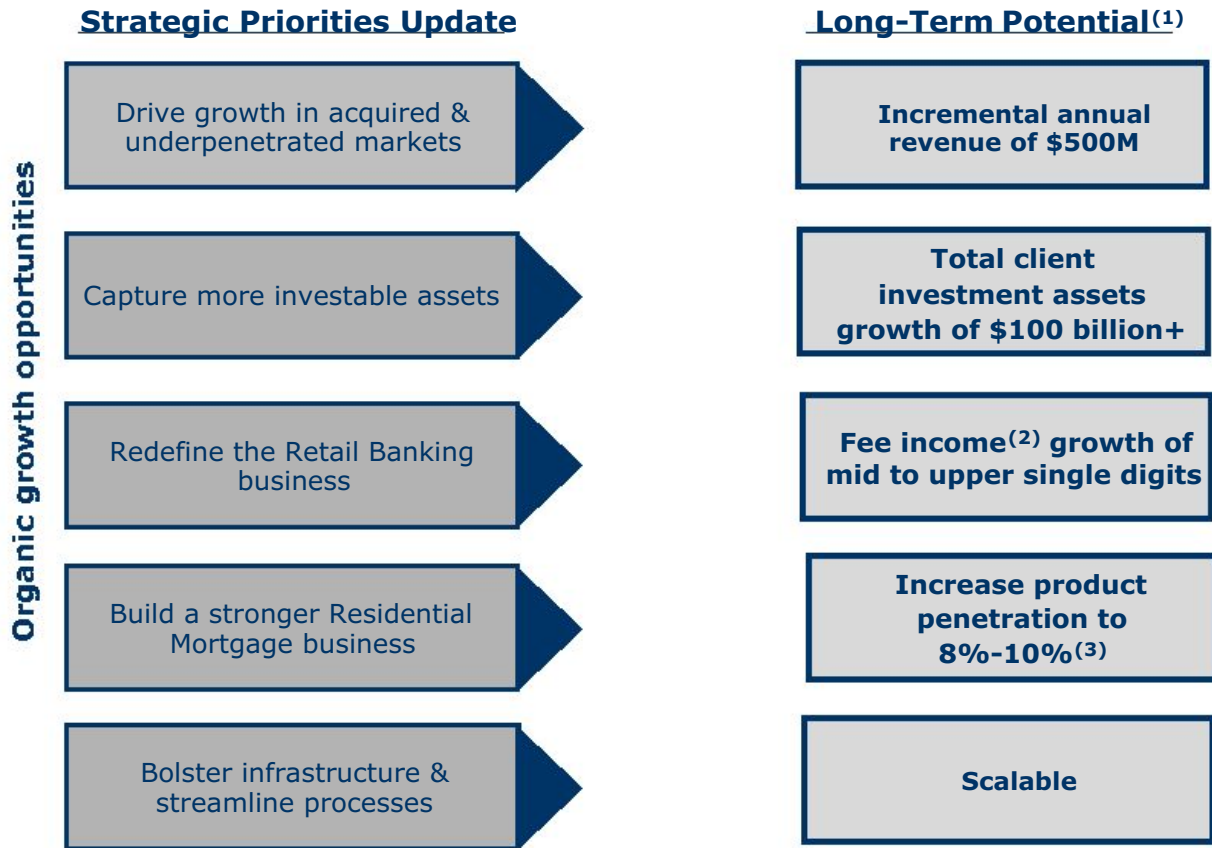 Strategic Priorities Update
Long-Term Potential(1)
Organic growth opportunities
Drive growth in acquired &
underpenetrated markets
Incremental annual
revenue of $500M
Capture more investable assets
Total client
investment assets
growth of $100 billion+
Redefine the Retail Banking
business
Fee income(2) growth of
mid to upper single digits
Build a stronger Residential
Mortgage business
Increase product
penetration to
8%-10%(3)
Bolster infrastructure &
streamline processes
Scalable